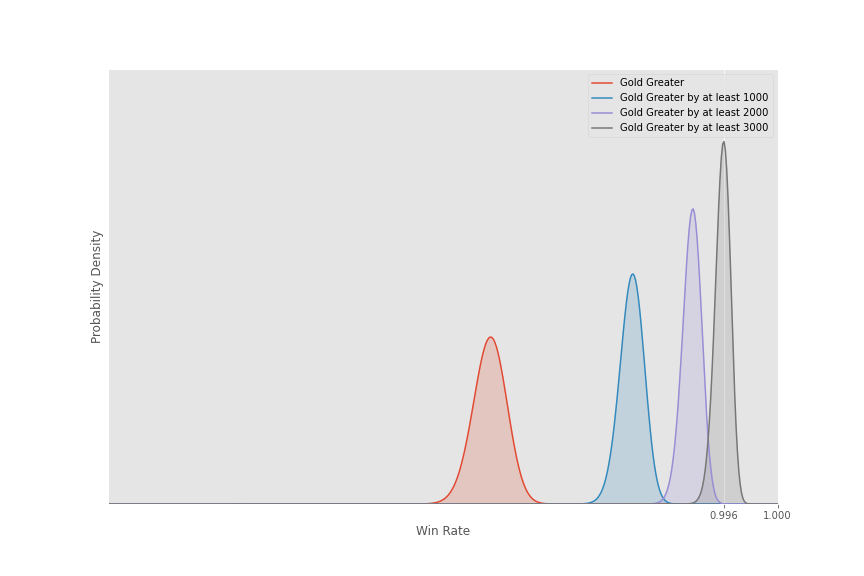 Gold Greater
Gold Greater by at least 1000
Gold Greater by at least 2000
Gold Greater by at least 3000
Probability Density
0.996
1.000
Win Rate